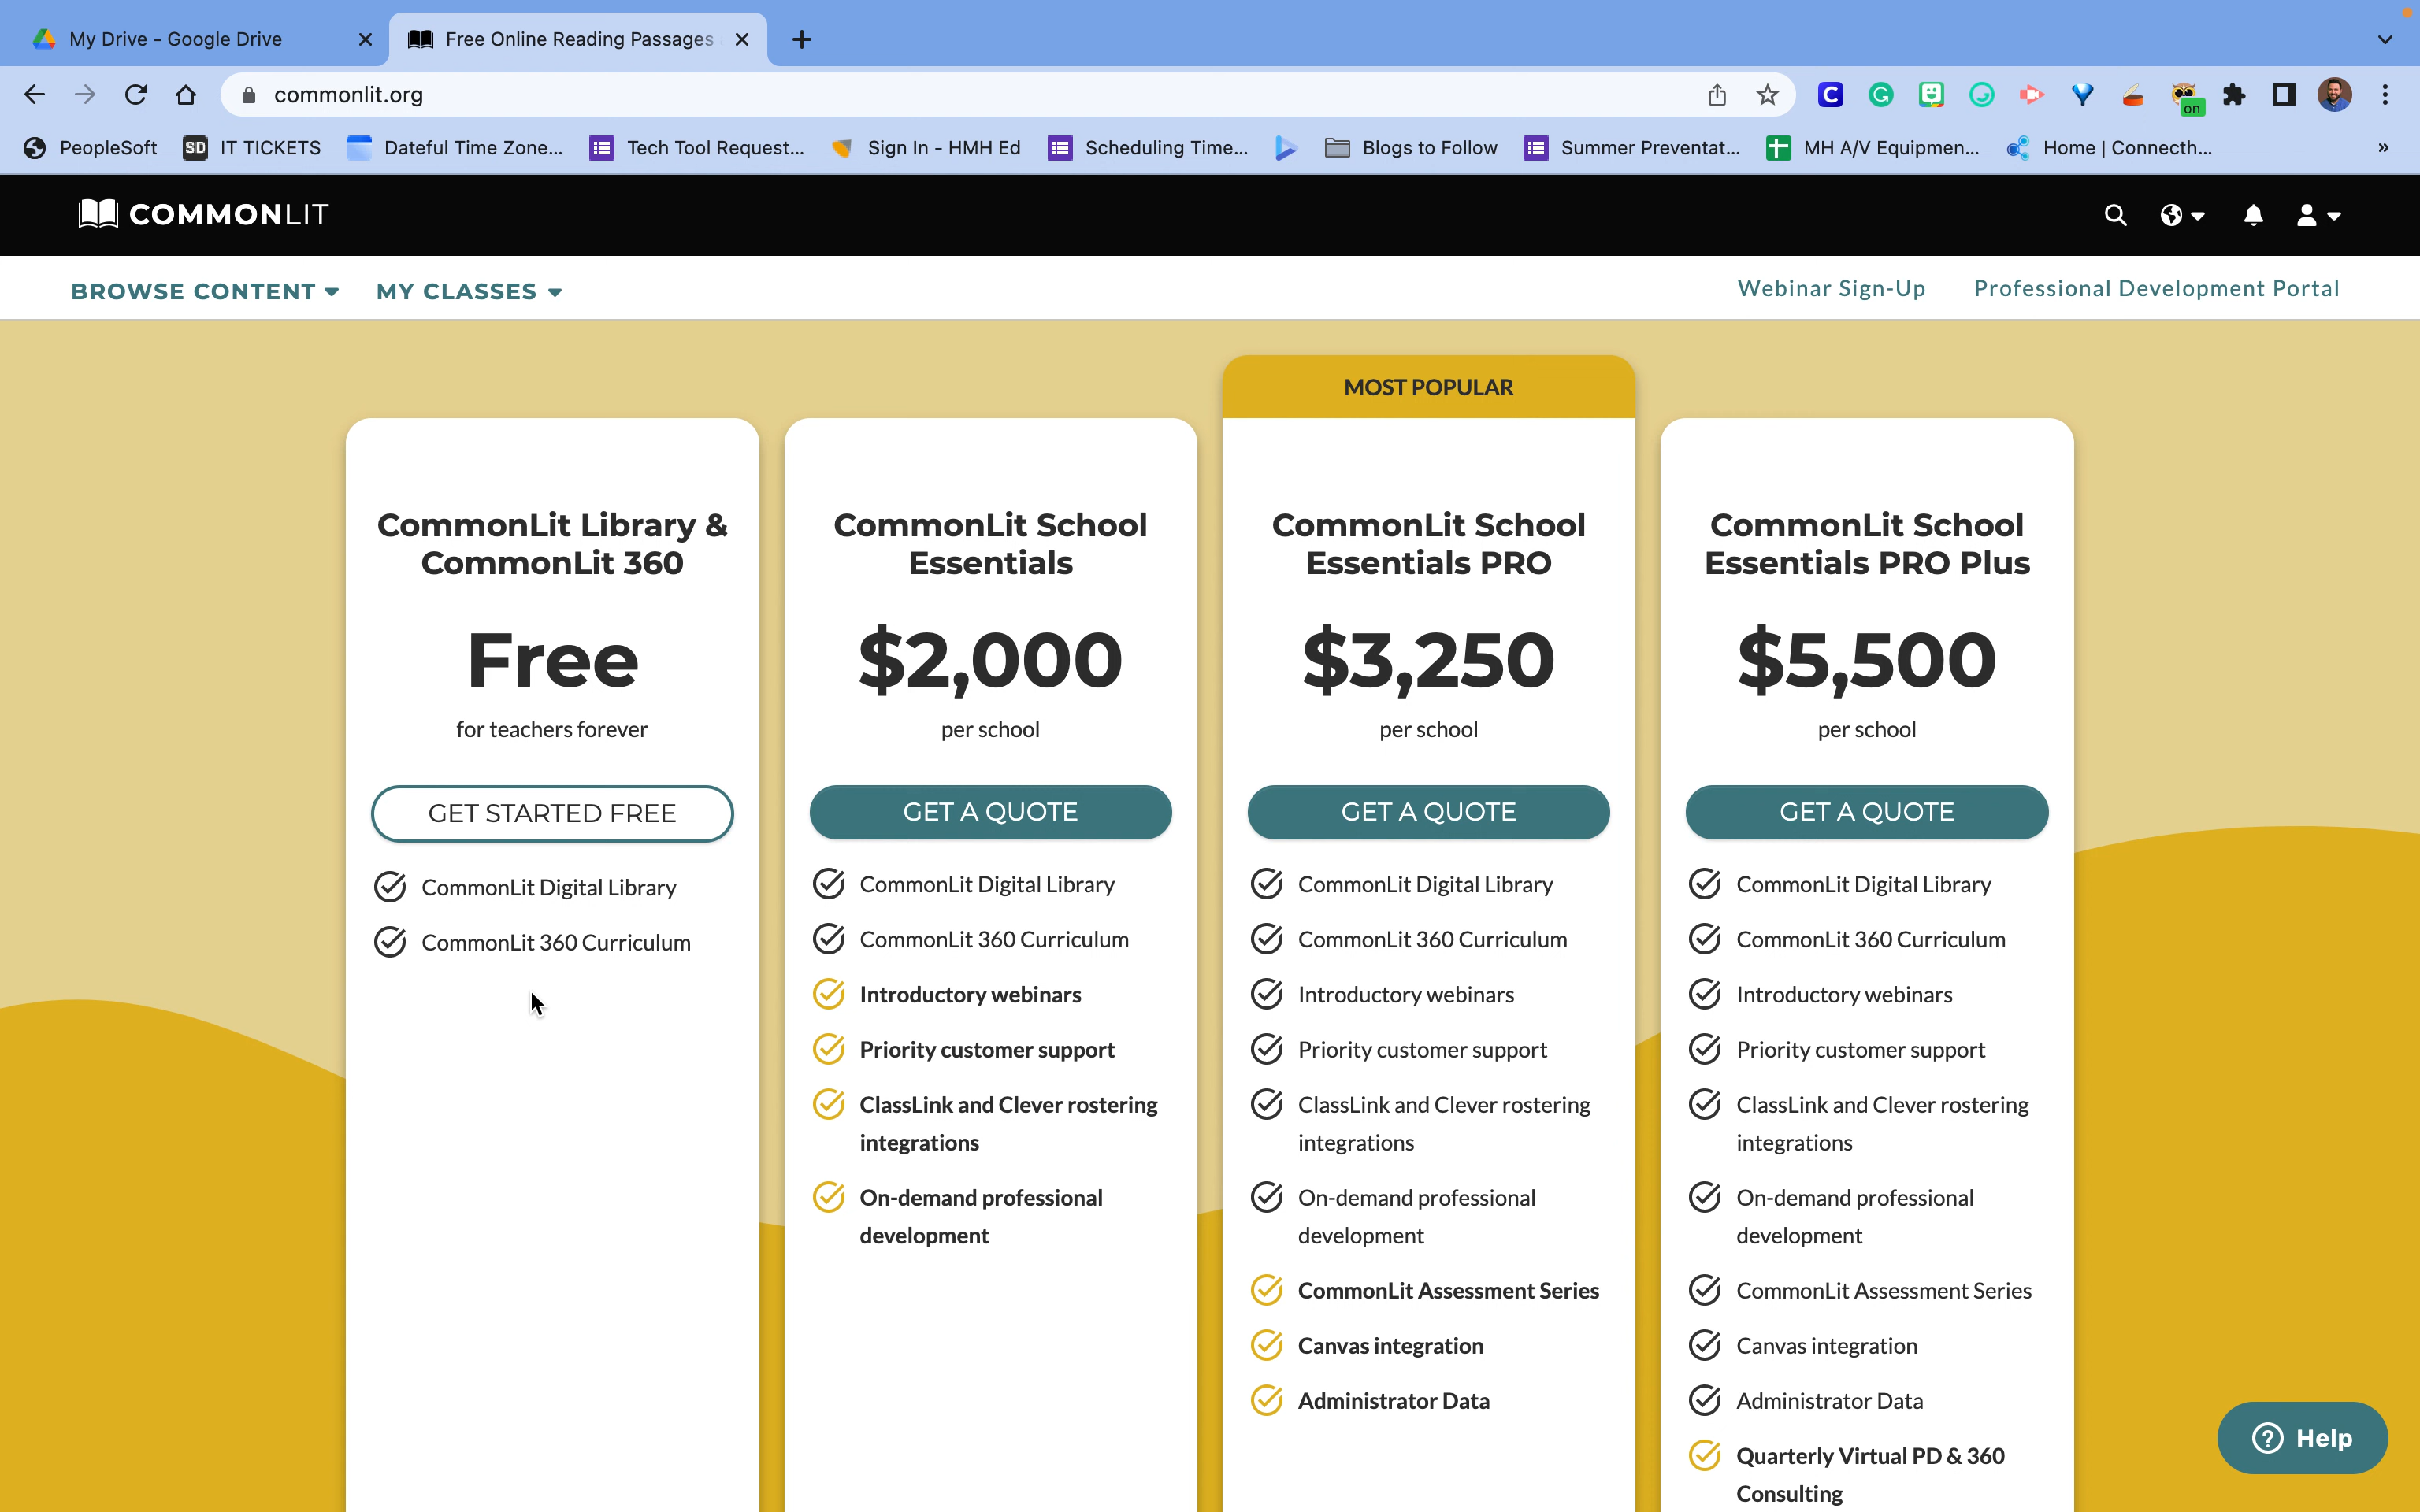 My Drive - Google Drive
Free Online Reading Passages
commonlit.org
on
PeopleSoft
SD IT TICKETS
Dateful Time Zone...
Tech Tool Request...
Sign In - HMH Ed
Scheduling Time...
Blogs to Follow
Summer Preventat...
MH A/V Equipmen...
Home | Connecth...
»
COMMONLIT
BROWSE CONTENT
MY CLASSES
Webinar Sign-Up
Professional Development Portal
CommonLit Library &
CommonLit 360
Free
for teachers forever
GET STARTED FREE
CommonLit Digital Library
CommonLit 360 Curriculum
CommonLit School
Essentials
$2,000
per school
GET A QUOTE
CommonLit Digital Library
CommonLit 360 Curriculum
Introductory webinars
Priority customer support
ClassLink and Clever rostering
integrations
On-demand professional
development
MOST POPULAR
CommonLit School
Essentials PRO
$3,250
per school
GET A QUOTE
CommonLit Digital Library
CommonLit 360 Curriculum
Introductory webinars
Priority customer support
ClassLink and Clever rostering
integrations
On-demand professional
development
CommonLit Assessment Series
Canvas integration
Administrator Data
CommonLit School
Essentials PRO Plus
$5,500
per school
GET A QUOTE
CommonLit Digital Library
CommonLit 360 Curriculum
Introductory webinars
Priority customer support
ClassLink and Clever rostering
integrations
On-demand professional
development
CommonLit Assessment Series
Canvas integration
Administrator Data
Quarterly Virtual PD & 360
Consulting
? Help